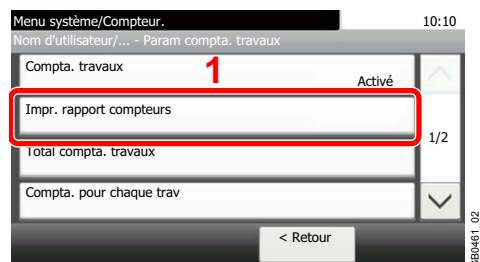 Menu système/Compteur. 10:10
Nom d'utilisateur/... - Param compta. travaux
Compta. travaux 1 Activé
Impr. rapport compteurs
1/2
Total compta. travaux
Compta. pour chaque trav
< Retour
GB0461_02